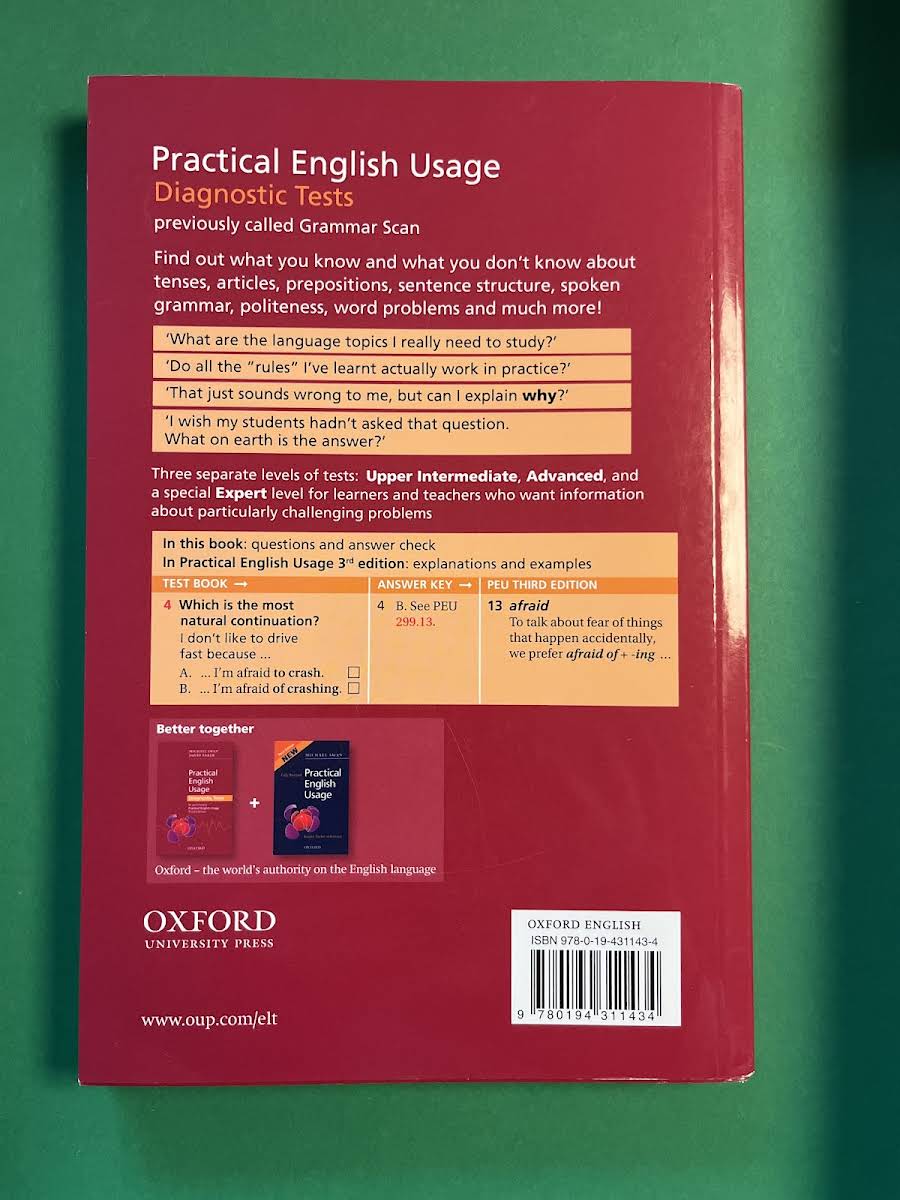 Practical English Usage
Diagnostic Tests
previously called Grammar Scan
Find out what you know and what you don't know about
tenses, articles, prepositions, sentence structure, spoken
grammar, politeness, word problems and much more!
'What are the language topics I really need to study?'
'Do all the "rules" I've learnt actually work in practice?'
'That just sounds wrong to me, but can I explain why?'
'I wish my students hadn't asked that question.
What on earth is the answer?'
Three separate levels of tests: Upper Intermediate, Advanced, and
a special Expert level for learners and teachers who want information
about particularly challenging problems
In this book: questions and answer check
In Practical English Usage 3rd edition: explanations and examples
TEST BOOK →
4 Which is the most
natural continuation?
I don't like to drive
fast because ...
A. ... I'm afraid to crash. □
B. ... I'm afraid of crashing. □
ANSWER KEY →
4 B. See PEU
299.13.
PEU THIRD EDITION
13 afraid
To talk about fear of things
that happen accidentally,
we prefer afraid of + -ing ...
Better together
MICHAEL SWAN
Practical
English
Usage
Diagnostic Tests
OXFORD
+
NEW
MICHAEL SWAN
Practical
English
Usage
OXFORD
Oxford – the world's authority on the English language
OXFORD
UNIVERSITY PRESS
www.oup.com/elt
OXFORD ENGLISH
ISBN 978-0-19-431143-4
9 780194 311434